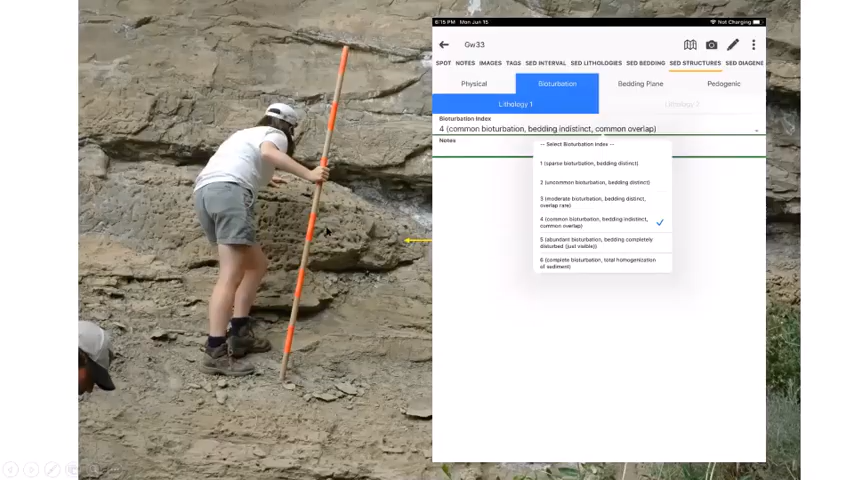 6:15 PM Mon Jun 15
Not Charging
Gw33
SPOT NOTES IMAGES TAGS SED INTERVAL SED LITHOLOGIES SED BEDDING SED STRUCTURES SED DIAGENE
Physical Bioturbation Bedding Plane Pedogenic
Lithology 1 Lithology 2
Bioturbation Index
4 (common bioturbation, bedding indistinct, common overlap)
Notes
-- Select Bioturbation Index --
1 (sparse bioturbation, bedding distinct)
2 (uncommon bioturbation, bedding distinct)
3 (moderate bioturbation, bedding distinct,
overlap rare)
4 (common bioturbation, bedding indistinct,
common overlap)
5 (abundant bioturbation, bedding completely
disturbed (just visible))
6 (complete bioturbation, total homogenization
of sediment)